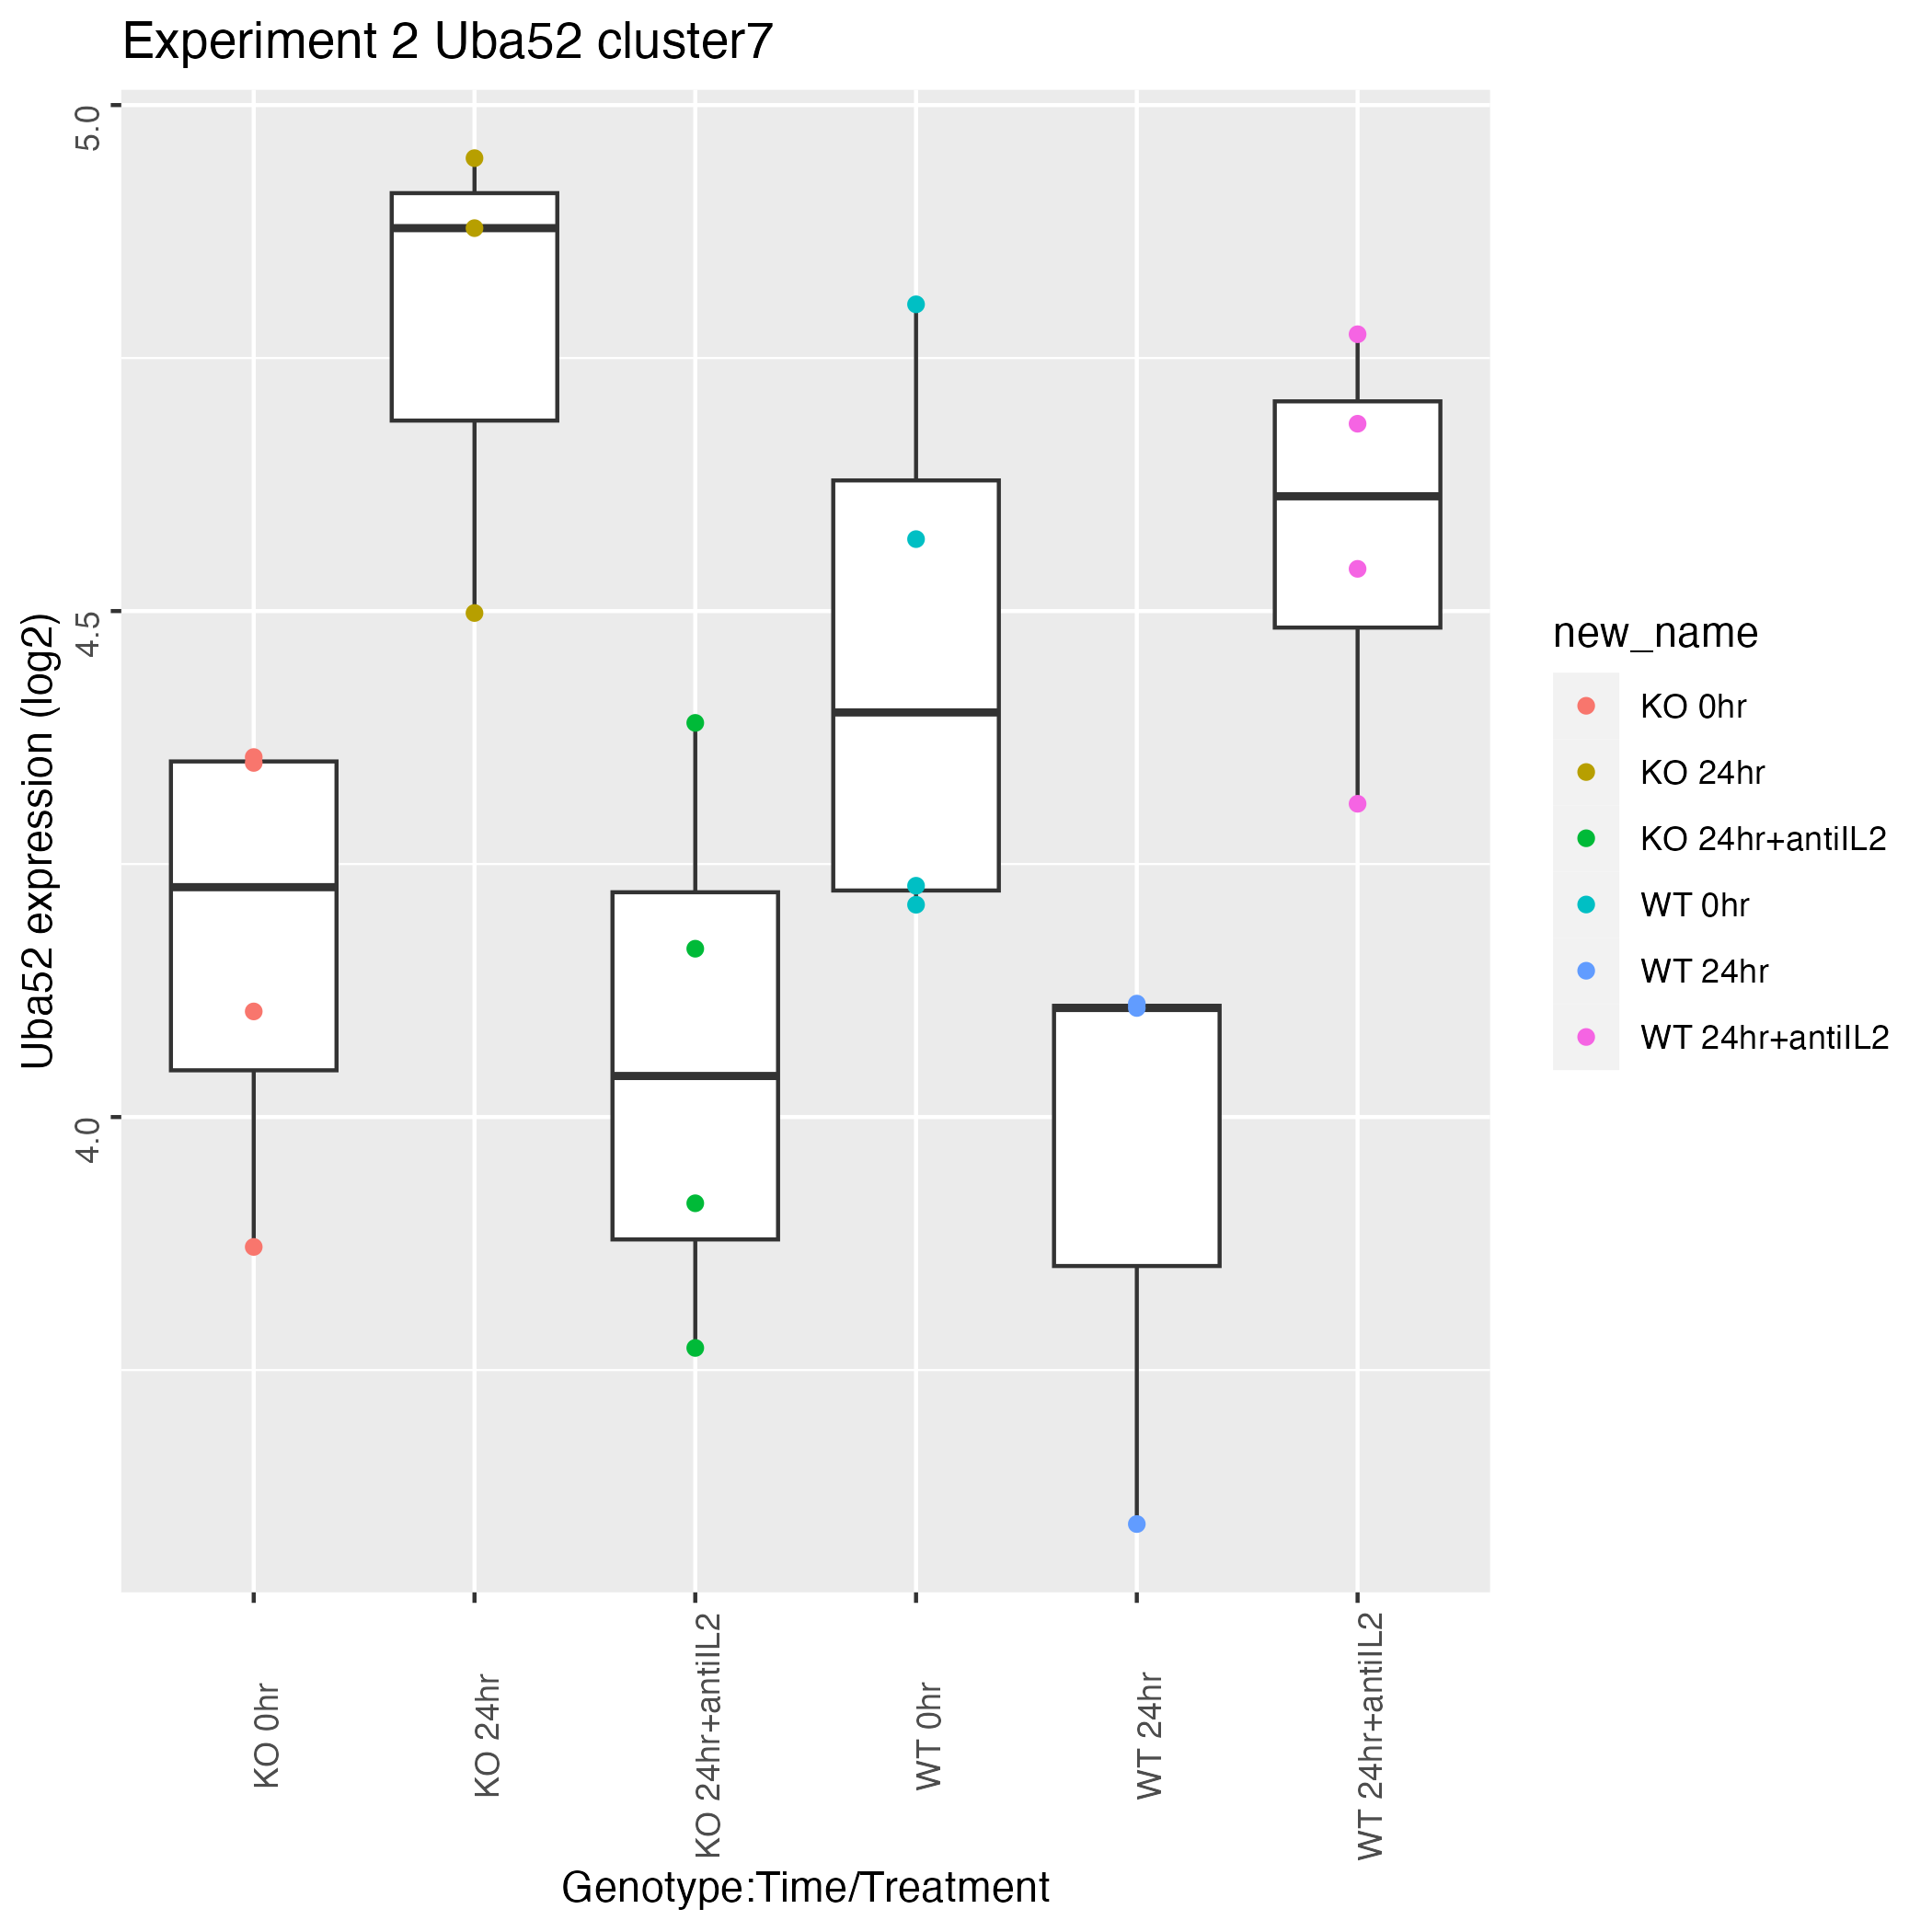 Experiment 2 Uba52 cluster7
Uba52 expression (log2)
5.0
4.5
4.0
KO 0hr
KO 24hr
KO 24hr+antiIL2
WT 0hr
WT 24hr
WT 24hr+antiIL2
Genotype:Time/Treatment
new_name
KO 0hr
KO 24hr
KO 24hr+antiIL2
WT 0hr
WT 24hr
WT 24hr+antiIL2